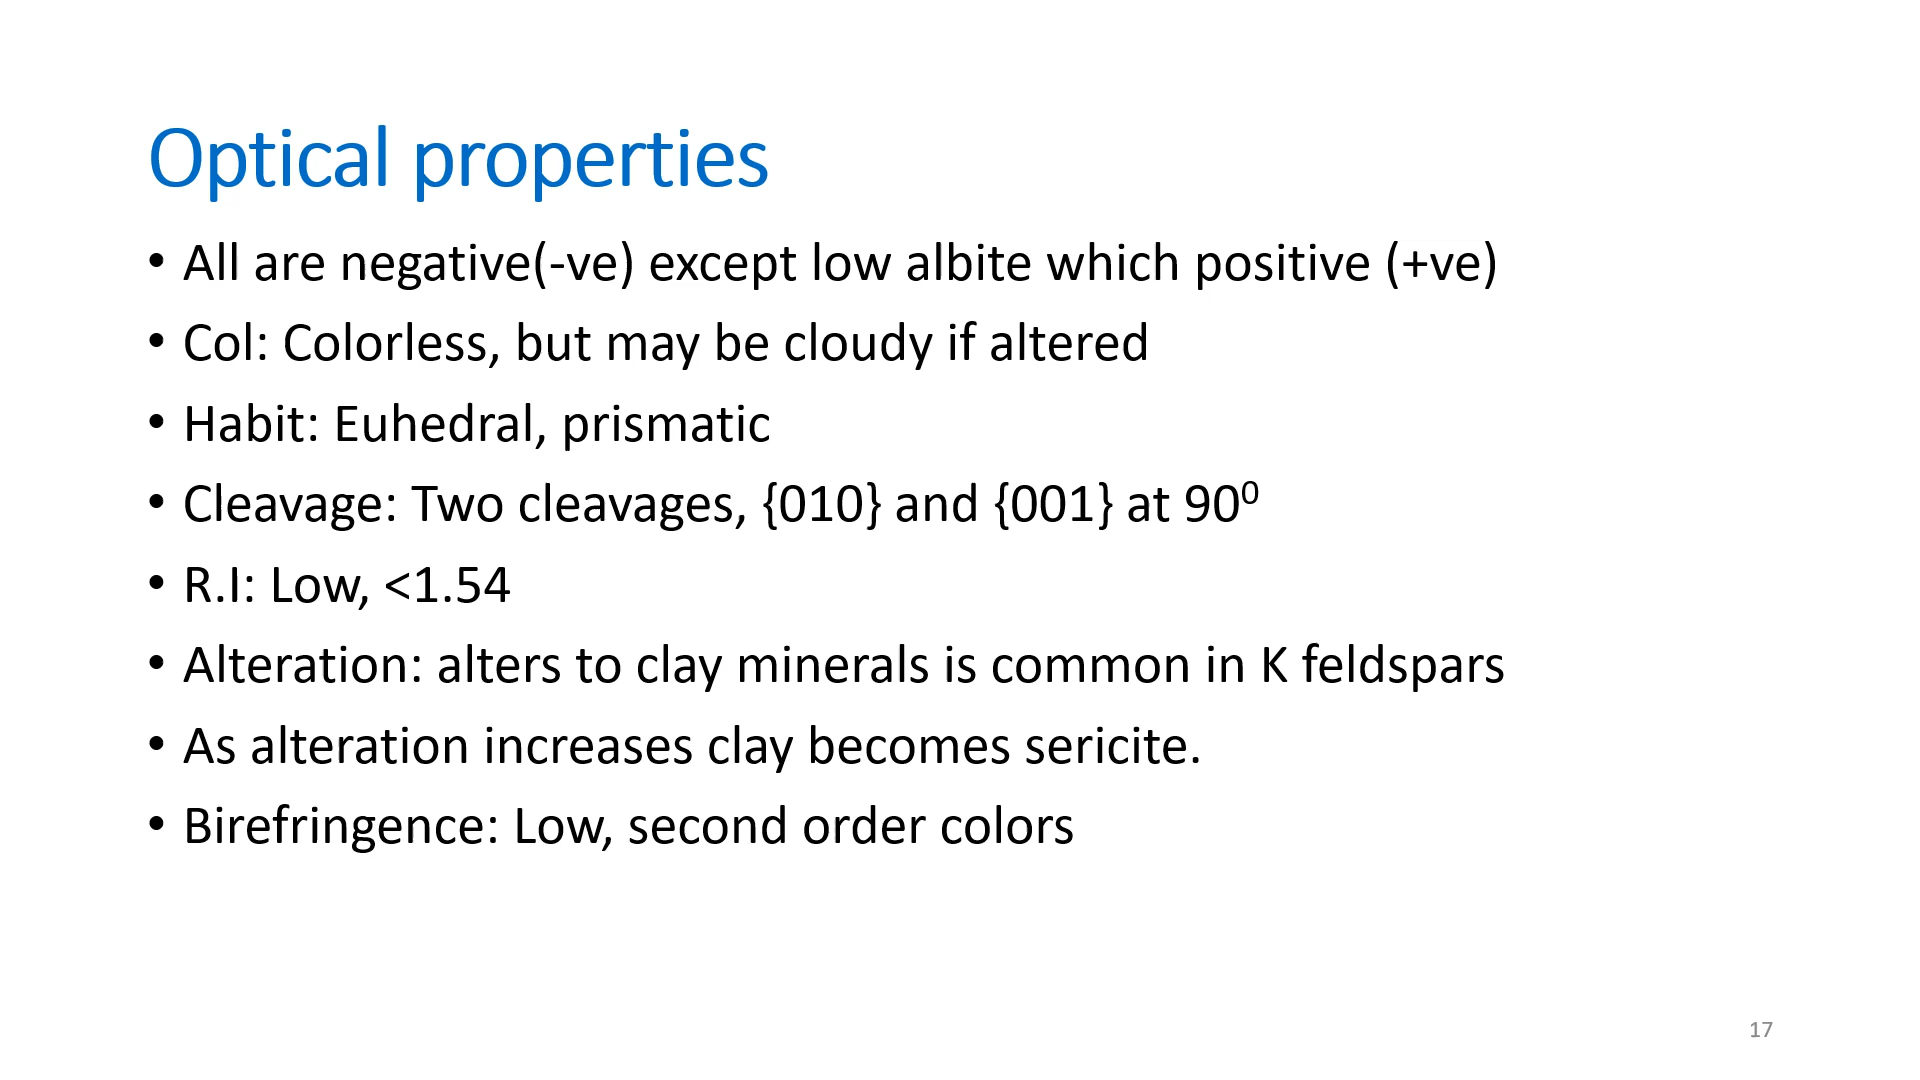 Optical properties
• All are negative(-ve) except low albite which positive (+ve)
• Col: Colorless, but may be cloudy if altered
• Habit: Euhedral, prismatic
• Cleavage: Two cleavages, {010} and {001} at 90⁰
• R.I: Low, <1.54
• Alteration: alters to clay minerals is common in K feldspars
• As alteration increases clay becomes sericite.
• Birefringence: Low, second order colors
17